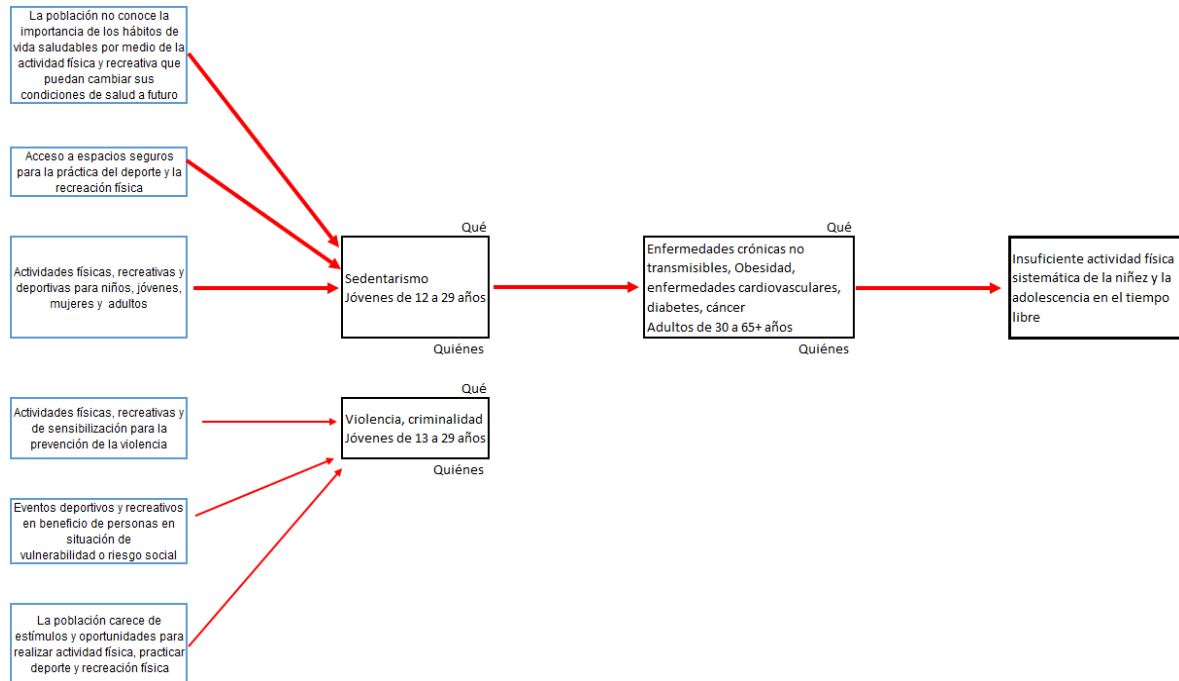 La población no conoce la
importancia de los hábitos de
vida saludables por medio de la
actividad física y recreativa que
puedan cambiar sus
condiciones de salud a futuro
Acceso a espacios seguros
para la práctica del deporte y la
recreación física
Actividades físicas, recreativas y
deportivas para niños, jóvenes,
mujeres y adultos
Qué
Sedentarismo
Jóvenes de 12 a 29 años
Quiénes
Qué
Enfermedades crónicas no
transmisibles, Obesidad,
enfermedades cardiovasculares,
diabetes, cáncer
Adultos de 30 a 65+ años
Quiénes
Insuficiente actividad física
sistemática de la niñez y la
adolescencia en el tiempo
libre
Actividades físicas, recreativas y
de sensibilización para la
prevención de la violencia
Qué
Violencia, criminalidad
Jóvenes de 13 a 29 años
Quiénes
Eventos deportivos y recreativos
en beneficio de personas en
situación de
vulnerabilidad o riesgo social
La población carece de
estímulos y oportunidades para
realizar actividad física, practicar
deporte y recreación física